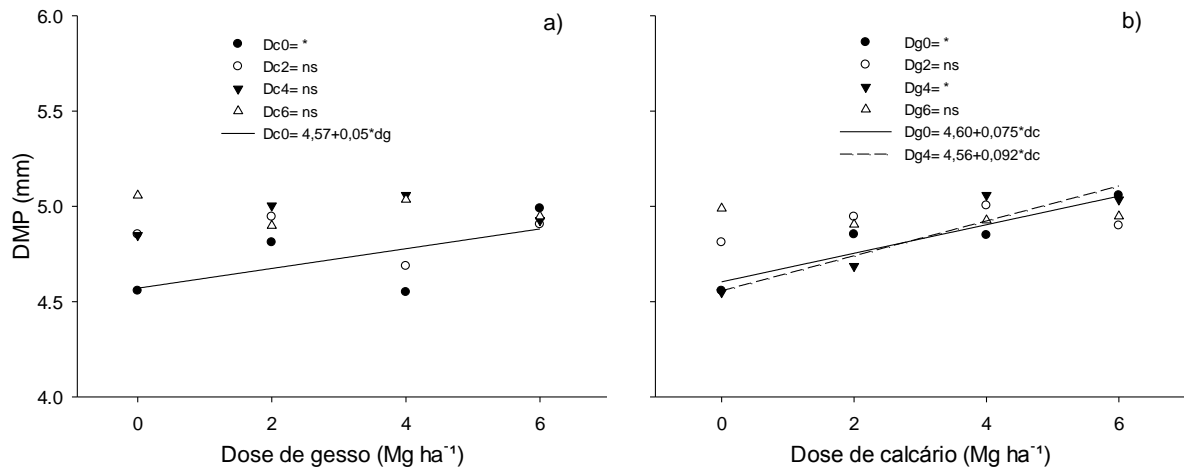 a)
Dc0= *
Dc2= ns
Dc4= ns
Dc6= ns
Dc0= 4,57+0,05*dg
DMP (mm)
6.0
5.5
5.0
4.5
4.0
0 2 4 6
Dose de gesso (Mg ha⁻¹)
b)
Dg0= *
Dg2= ns
Dg4= *
Dg6= ns
Dg0= 4,60+0,075*dc
Dg4= 4,56+0,092*dc
0 2 4 6
Dose de calcário (Mg ha⁻¹)